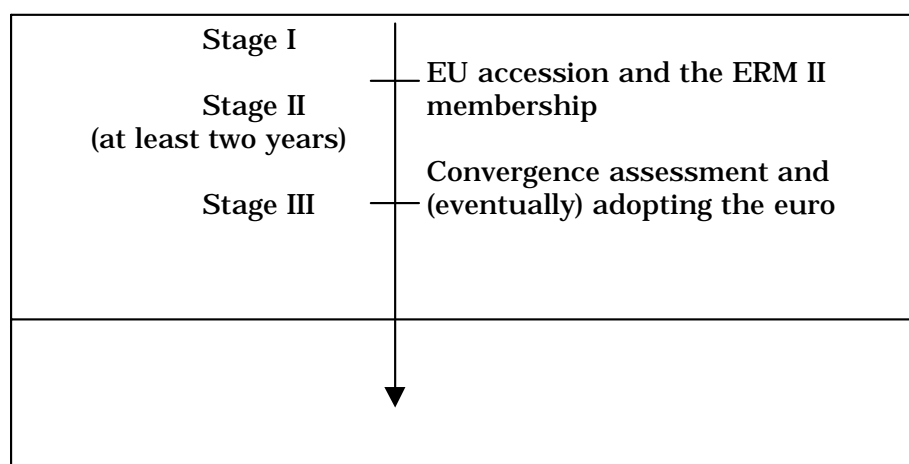 Stage I
EU accession and the ERM II
membership
Stage II
(at least two years)
Convergence assessment and
(eventually) adopting the euro
Stage III